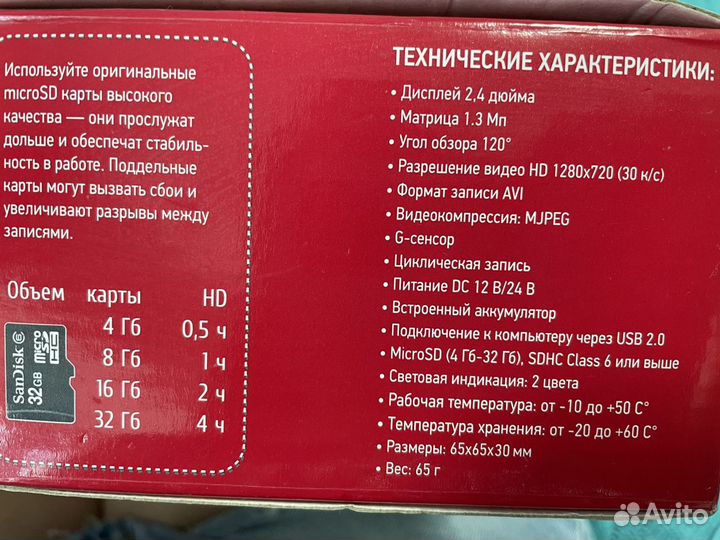 Используйте оригинальные
microSD карты высокого
качества — они прослужат
дольше и обеспечат стабиль-
ность в работе. Поддельные
карты могут вызвать сбои и
увеличивают разрывы между
записями.
Объем карты HD
4 Гб 0,5 ч
8 Гб 1 ч
16 Гб 2 ч
32 Гб 4 ч
SanDisk 6
32GB micro SD HC
ТЕХНИЧЕСКИЕ ХАРАКТЕРИСТИКИ:
• Дисплей 2,4 дюйма
• Матрица 1.3 Мп
• Угол обзора 120°
• Разрешение видео HD 1280x720 (30 к/с)
• Формат записи AVI
• Видеокомпрессия: MJPEG
• G-сенсор
• Циклическая запись
• Питание DC 12 В/24 В
• Встроенный аккумулятор
• Подключение к компьютеру через USB 2.0
• MicroSD (4 Гб-32 Гб), SDHC Class 6 или выше
• Световая индикация: 2 цвета
• Рабочая температура: от -10 до +50 С°
• Температура хранения: от -20 до +60 С°
• Размеры: 65x65x30 мм
• Вес: 65 г
Avito